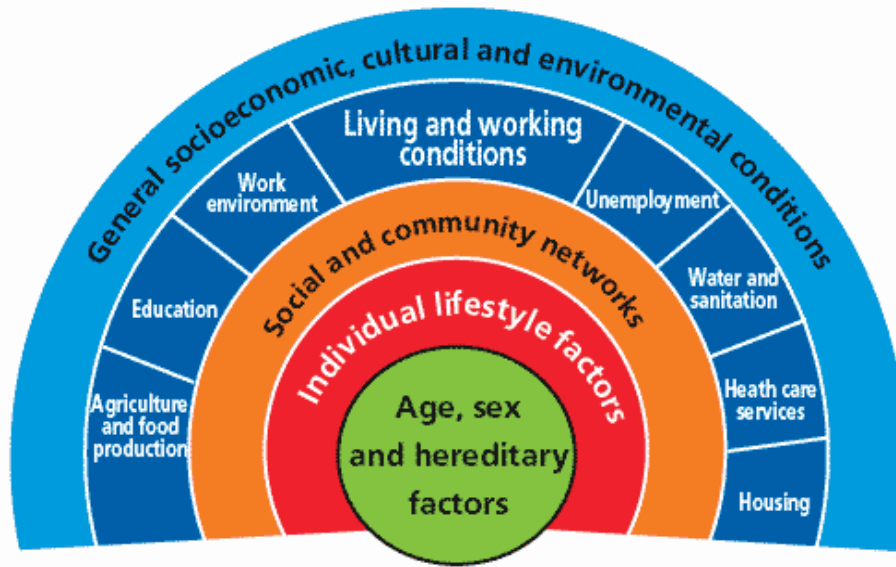 General socioeconomic, cultural and environmental conditions
Living and working
conditions
Work
environment
Unemployment
Education
Water and
sanitation
Agriculture
and food
production
Heath care
services
Housing
Social and community networks
Individual lifestyle factors
Age, sex
and hereditary
factors